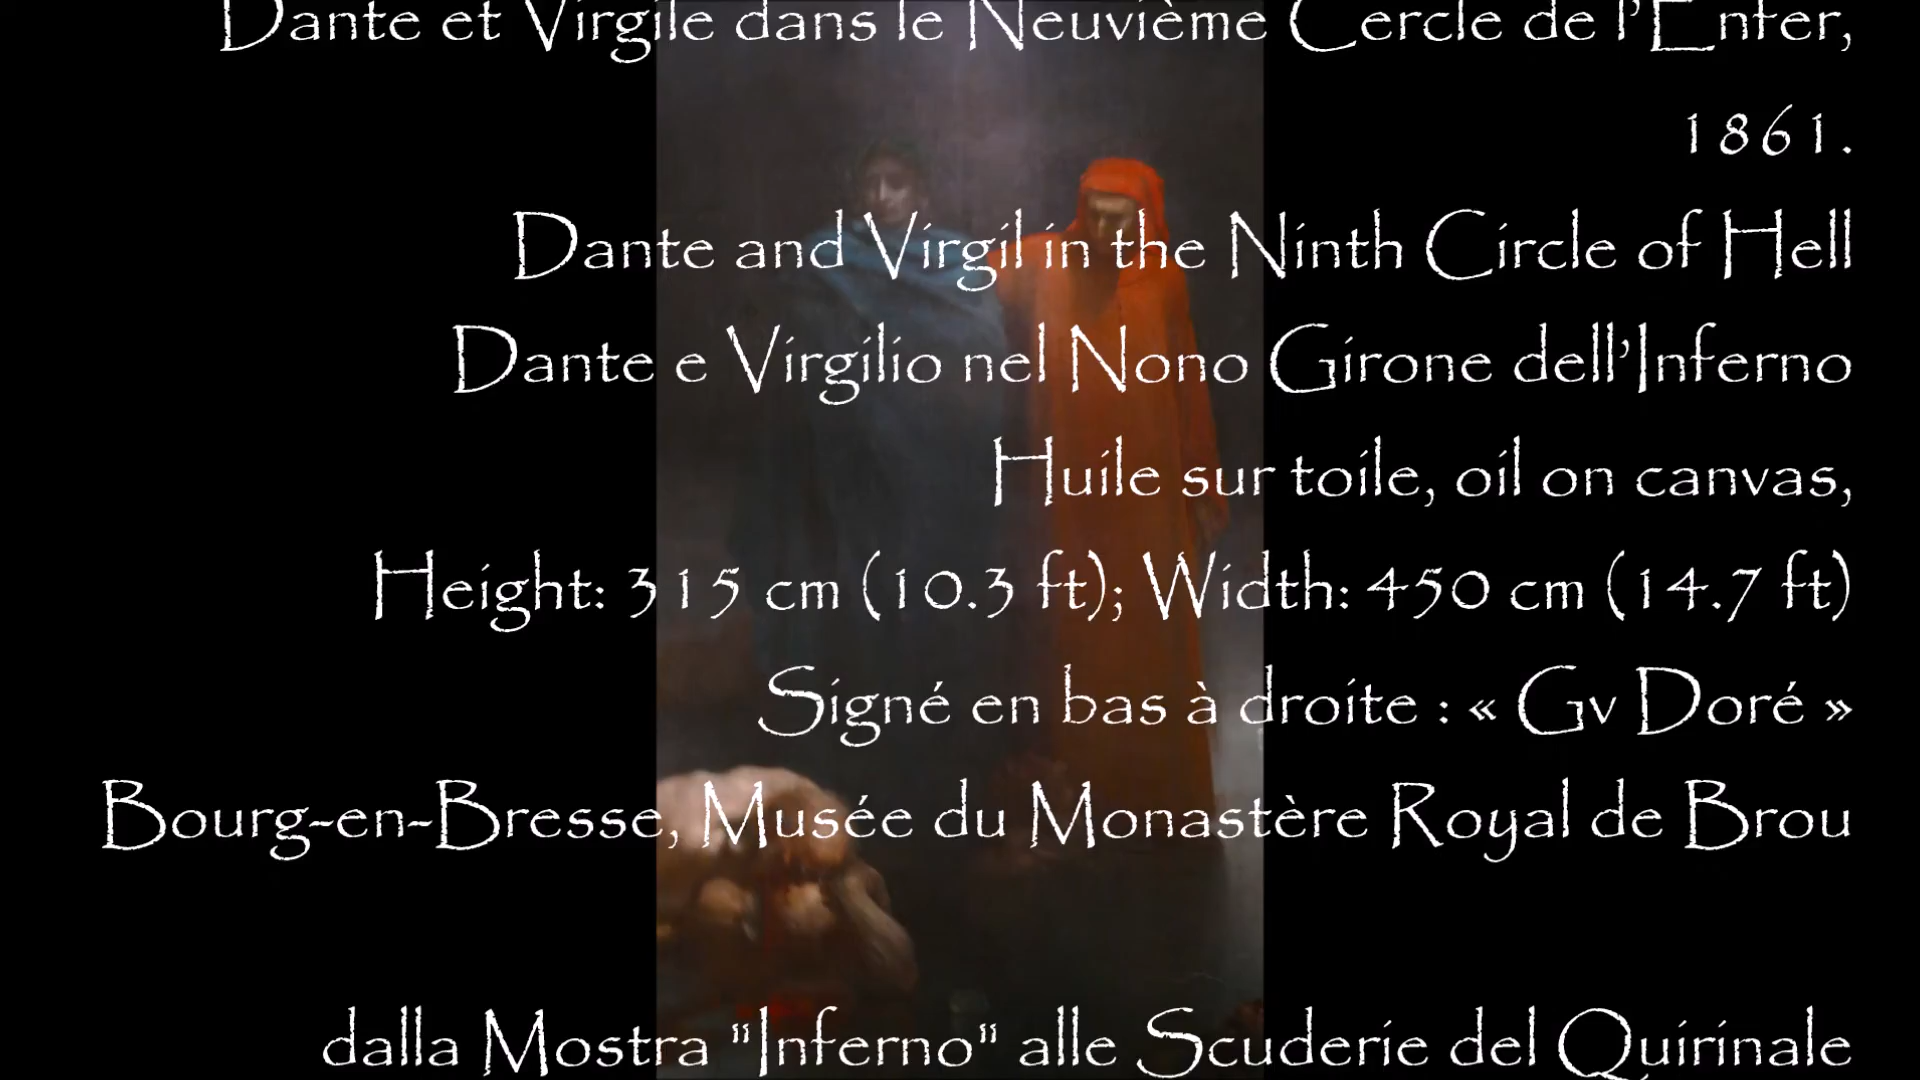 Dante et Virgile dans le Neuvième Cercle de l'Enfer,
1861.
Dante and Virgil in the Ninth Circle of Hell
Dante e Virgilio nel Nono Girone dell'Inferno
Huile sur toile, oil on canvas,
Height: 315 cm (10.3 ft); Width: 450 cm (14.7 ft)
Signé en bas à droite : « Gv Doré »
Bourg-en-Bresse, Musée du Monastère Royal de Brou
dalla Mostra "Inferno" alle Scuderie del Quirinale